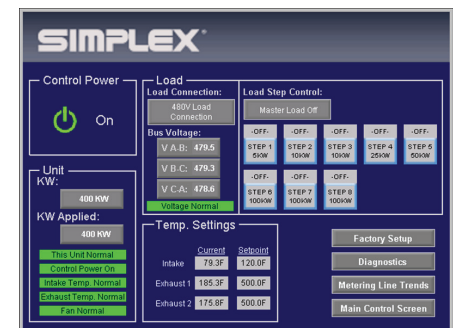 SIMPLEX
Control Power
On
Unit
KW:
400 KW
KW Applied:
400 KW
This Unit Normal
Control Power On
Intake Temp. Normal
Exhaust Temp. Normal
Fan Normal
Load
Load Connection:
480V Load
Connection
Bus Voltage:
V A-B: 479.5
V B-C: 479.3
V C-A: 478.6
Voltage Normal
Load Step Control:
Master Load Off
-OFF- -OFF- -OFF- -OFF- -OFF-
STEP 1 STEP 2 STEP 3 STEP 4 STEP 5
5KW 10KW 10KW 25KW 50KW
-OFF- -OFF- -OFF-
STEP 6 STEP 7 STEP 8
100KW 100KW 100KW
Temp. Settings
Current Setpoint
Intake 79.3F 120.0F
Exhaust 1 185.3F 500.0F
Exhaust 2 175.8F 500.0F
Factory Setup
Diagnostics
Metering Line Trends
Main Control Screen